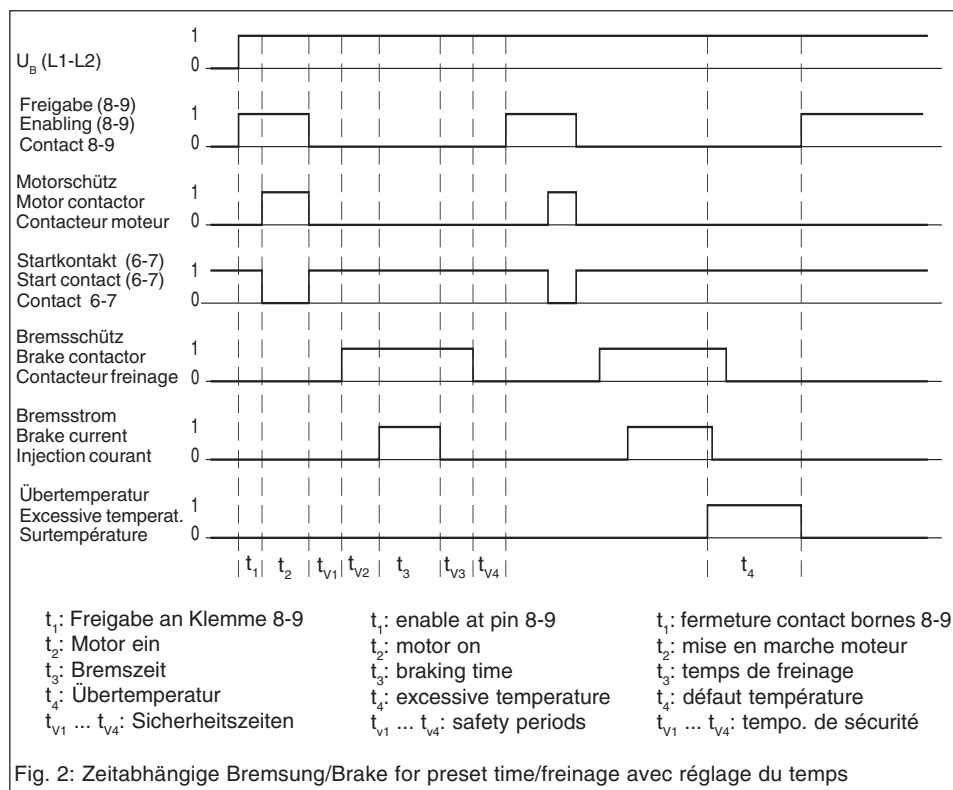 1
U_B (L1-L2)
0
Freigabe (8-9)
Enabling (8-9)
Contact 8-9
1
0
Motorschütz
Motor contactor
Contacteur moteur
1
0
Startkontakt (6-7)
Start contact (6-7)
Contact 6-7
1
0
Bremsschütz
Brake contactor
Contacteur freinage
1
0
Bremsstrom
Brake current
Injection courant
1
0
Übertemperatur
Excessive temperat.
Surtempérature
1
0
t1 t2 tV1 tV2 t3 tV3 tV4 t4
t1: Freigabe an Klemme 8-9
t2: Motor ein
t3: Bremszeit
t4: Übertemperatur
tV1 ... tV4: Sicherheitszeiten
t1: enable at pin 8-9
t2: motor on
t3: braking time
t4: excessive temperature
tv1 ... tv4: safety periods
t1: fermeture contact bornes 8-9
t2: mise en marche moteur
t3: temps de freinage
t4: défaut température
tV1 ... tV4: tempo. de sécurité
Fig. 2: Zeitabhängige Bremsung/Brake for preset time/freinage avec réglage du temps